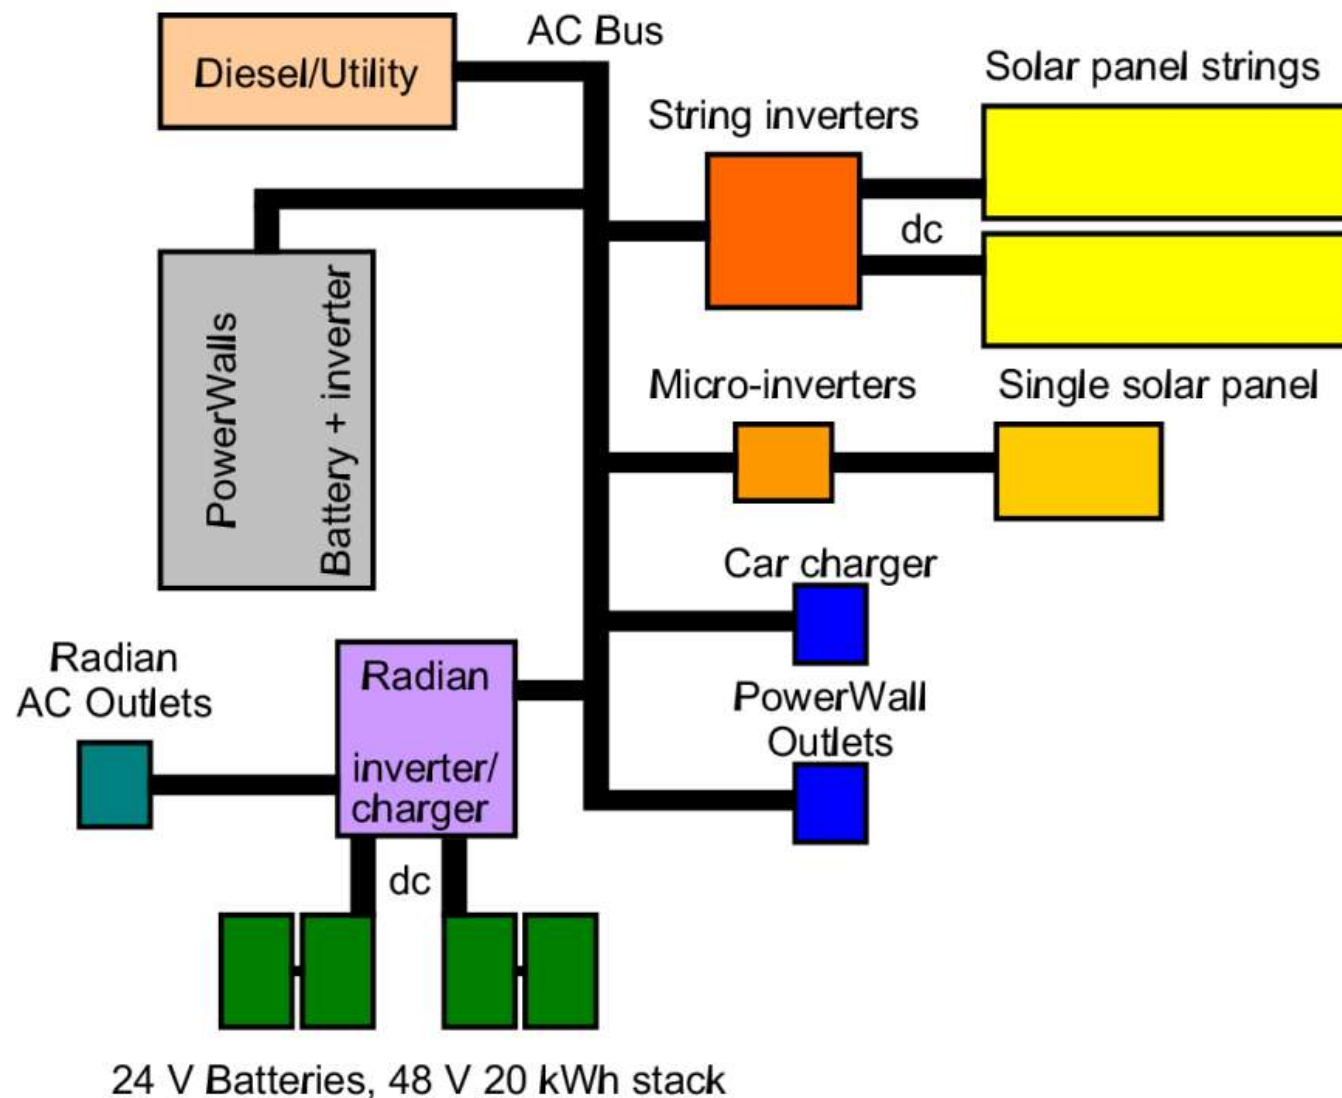 AC Bus
Diesel/Utility
Solar panel strings
String inverters
dc
PowerWalls
Battery + inverter
Micro-inverters
Single solar panel
Car charger
Radian
AC Outlets
Radian
inverter/
charger
PowerWall
Outlets
dc
24 V Batteries, 48 V 20 kWh stack